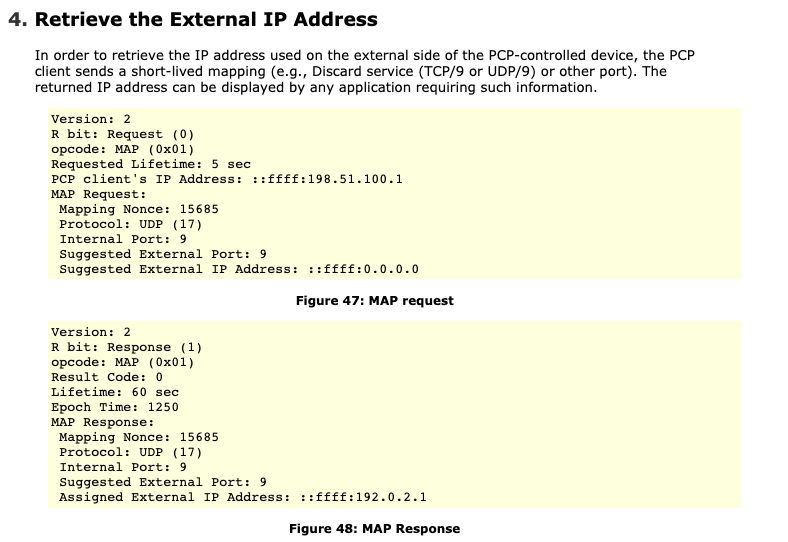 4. Retrieve the External IP Address
In order to retrieve the IP address used on the external side of the PCP-controlled device, the PCP
client sends a short-lived mapping (e.g., Discard service (TCP/9 or UDP/9) or other port). The
returned IP address can be displayed by any application requiring such information.
Version: 2
R bit: Request (0)
opcode: MAP (0x01)
Requested Lifetime: 5 sec
PCP client's IP Address: ::ffff:198.51.100.1
MAP Request:
Mapping Nonce: 15685
Protocol: UDP (17)
Internal Port: 9
Suggested External Port: 9
Suggested External IP Address: ::ffff:0.0.0.0
Figure 47: MAP request
Version: 2
R bit: Response (1)
opcode: MAP (0x01)
Result Code: 0
Lifetime: 60 sec
Epoch Time: 1250
MAP Response:
Mapping Nonce: 15685
Protocol: UDP (17)
Internal Port: 9
Suggested External Port: 9
Assigned External IP Address: ::ffff:192.0.2.1
Figure 48: MAP Response